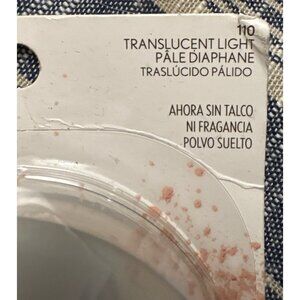 110
TRANSLUCENT LIGHT
PÂLE DIAPHANE
TRASLÚCIDO PÁLIDO
AHORA SIN TALCO
NI FRAGANCIA
POLVO SUELTO